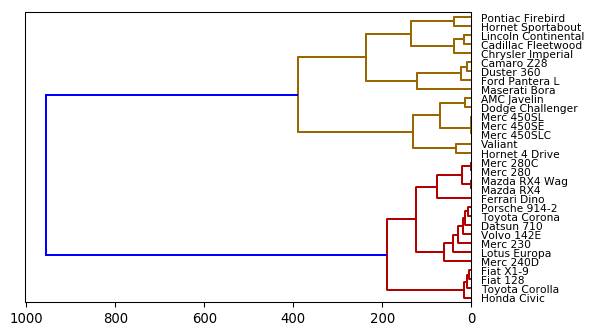 Pontiac Firebird
Hornet Sportabout
Lincoln Continental
Cadillac Fleetwood
Chrysler Imperial
Camaro Z28
Duster 360
Ford Pantera L
Maserati Bora
AMC Javelin
Dodge Challenger
Merc 450SL
Merc 450SE
Merc 450SLC
Valiant
Hornet 4 Drive
Merc 280C
Merc 280
Mazda RX4 Wag
Mazda RX4
Ferrari Dino
Porsche 914-2
Toyota Corona
Datsun 710
Volvo 142E
Merc 230
Lotus Europa
Merc 240D
Fiat X1-9
Fiat 128
Toyota Corolla
Honda Civic
1000 800 600 400 200 0